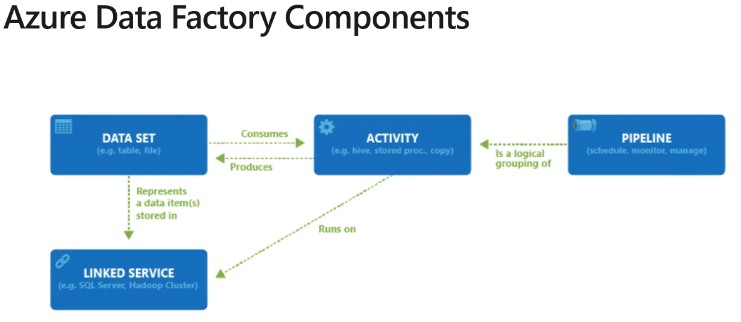 Azure Data Factory Components
DATA SET
(e.g. table, file)
Consumes
Produces
ACTIVITY
(e.g. hive, stored proc., copy)
Is a logical
grouping of
PIPELINE
(schedule, monitor, manage)
Represents
a data item(s)
stored in
Runs on
LINKED SERVICE
(e.g. SQL Server, Hadoop Cluster)